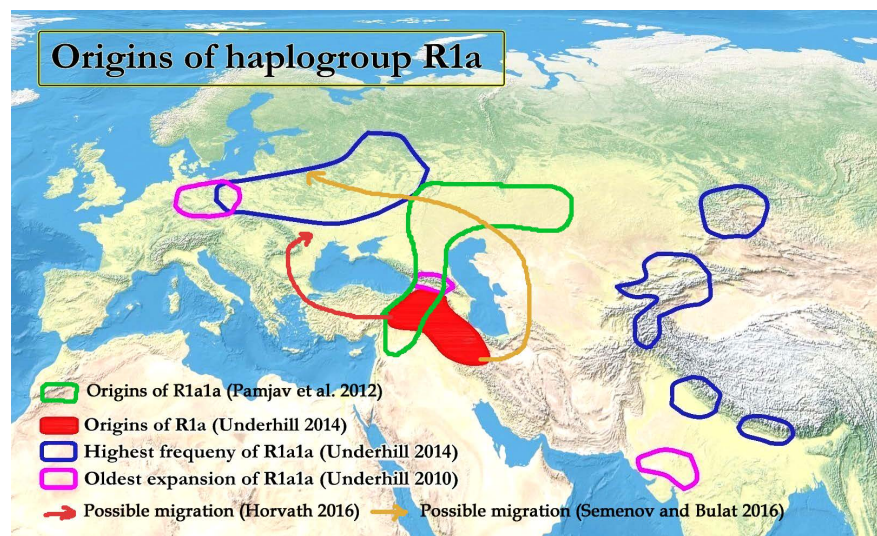 Origins of haplogroup R1a
Origins of R1a1a (Pamjav et al. 2012)
Origins of R1a (Underhill 2014)
Highest frequeny of R1a1a (Underhill 2014)
Oldest expansion of R1a1a (Underhill 2010)
Possible migration (Horvath 2016) Possible migration (Semenov and Bulat 2016)